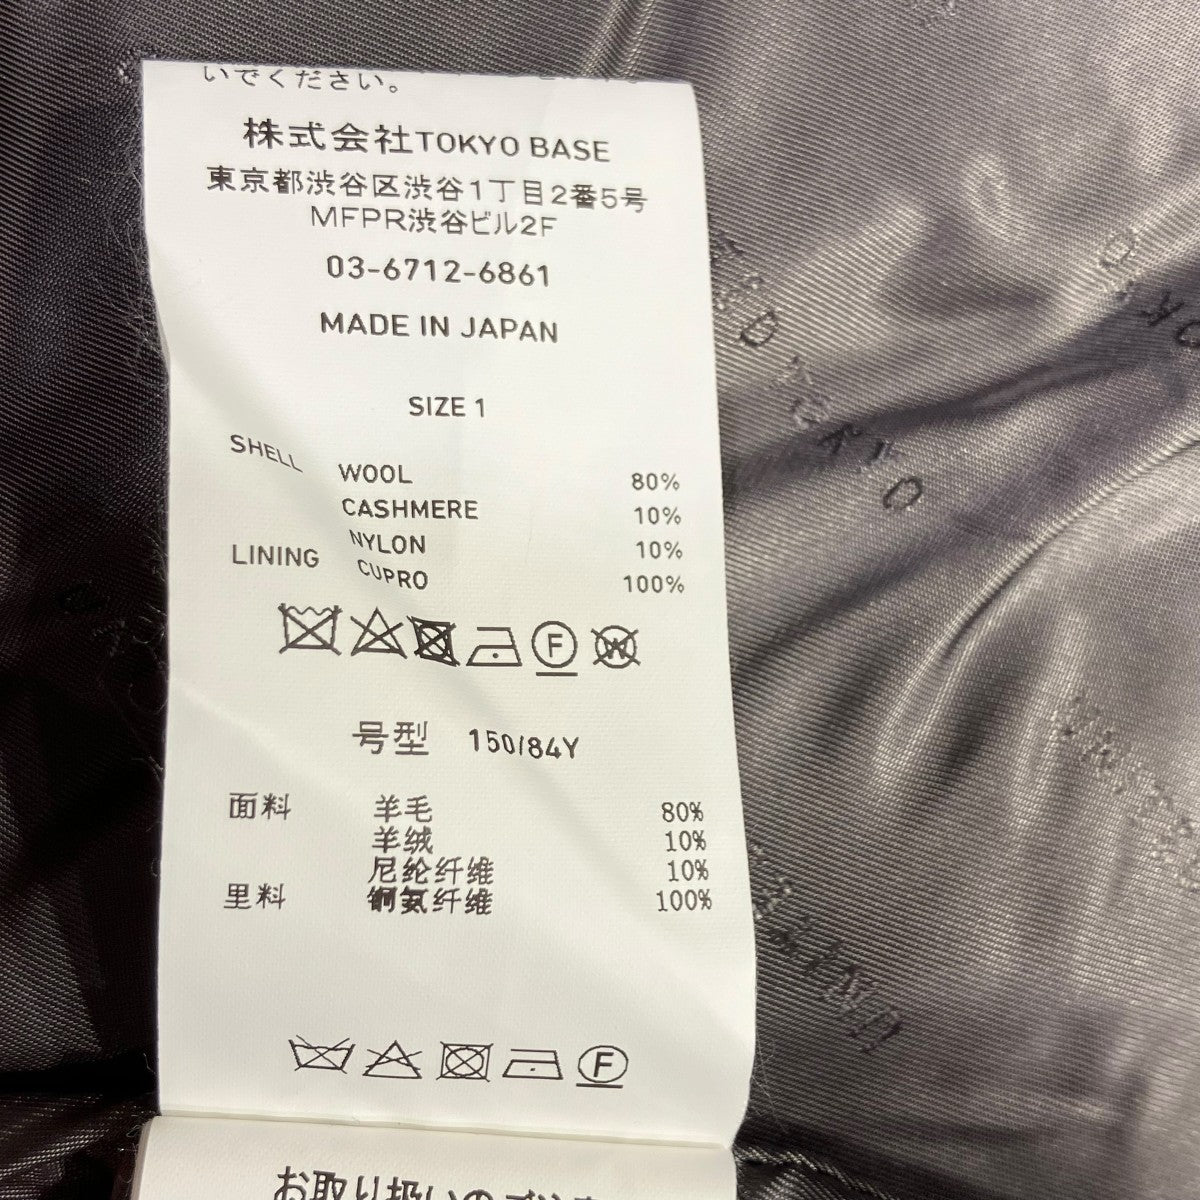 いでください。
株式会社TOKYO BASE
東京都渋谷区渋谷1丁目2番5号
MFPR渋谷ビル2F
03-6712-6861
MADE IN JAPAN
SIZE 1
SHELL WOOL 80%
CASHMERE 10%
NYLON 10%
LINING CUPRO 100%
F W
号型 150/84Y
面料 羊毛 80%
羊绒 10%
尼纶纤维 10%
里料 铜氨纤维 100%
F
お取り扱いのご注意